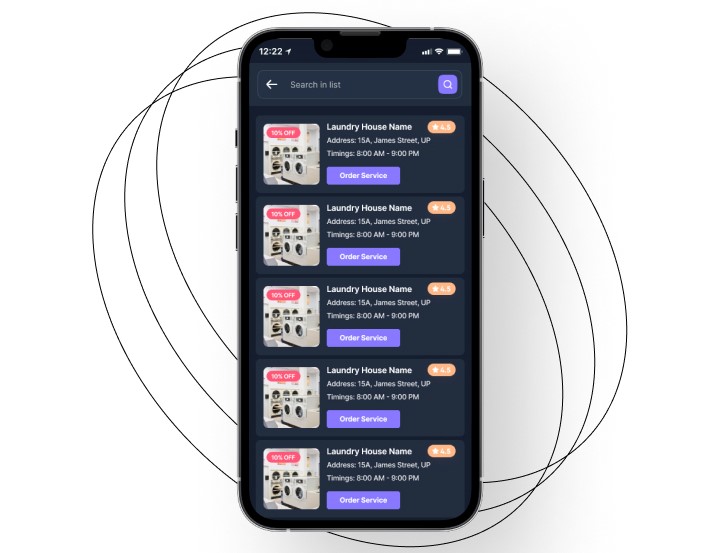 12:22
Search in list
10% OFF
Laundry House Name
4.5
Address: 15A, James Street, UP
Timings: 8:00 AM - 9:00 PM
Order Service
10% OFF
Laundry House Name
4.5
Address: 15A, James Street, UP
Timings: 8:00 AM - 9:00 PM
Order Service
10% OFF
Laundry House Name
4.5
Address: 15A, James Street, UP
Timings: 8:00 AM - 9:00 PM
Order Service
10% OFF
Laundry House Name
4.5
Address: 15A, James Street, UP
Timings: 8:00 AM - 9:00 PM
Order Service
10% OFF
Laundry House Name
4.5
Address: 15A, James Street, UP
Timings: 8:00 AM - 9:00 PM
Order Service